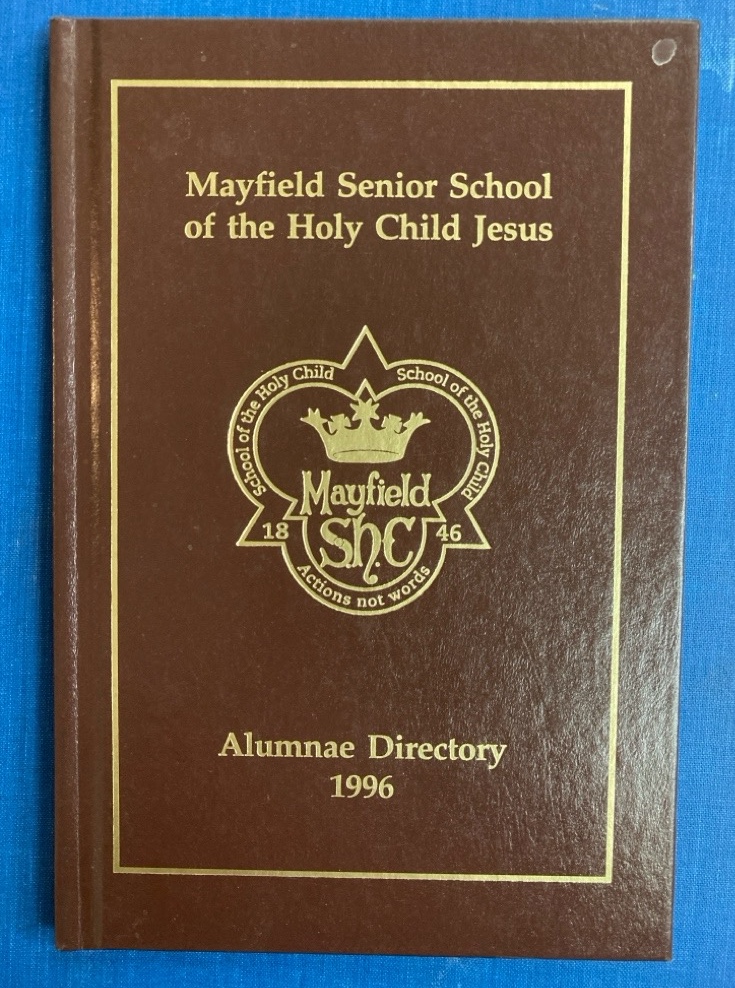 Mayfield Senior School
of the Holy Child Jesus
School of the Holy Child
School of the Holy Child
Mayfield
18 ShC 46
Actions not words
Alumnae Directory
1996